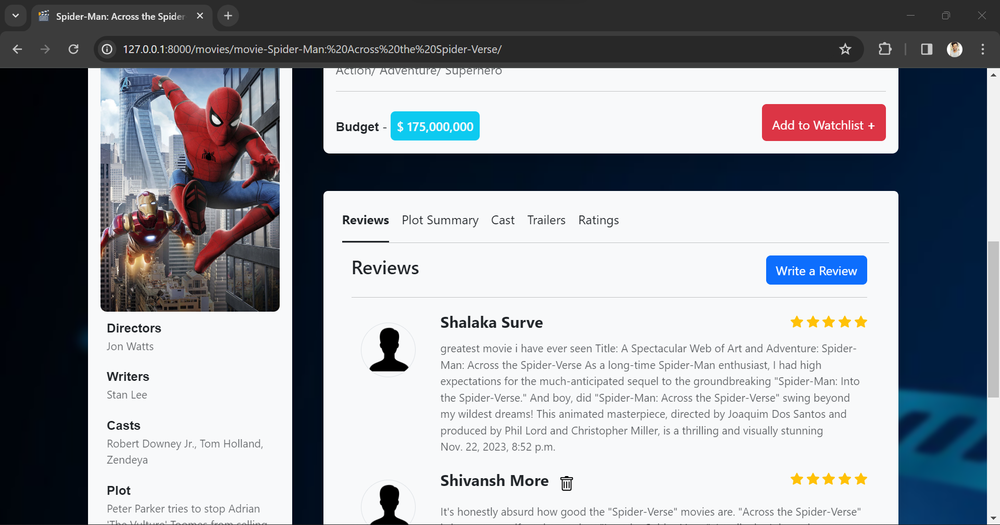 Spider-Man: Across the Spider
127.0.0.1:8000/movies/movie-Spider-Man:%20Across%20the%20Spider-Verse/
Action/ Adventure/ Superhero
Budget - $ 175,000,000
Add to Watchlist +
Reviews Plot Summary Cast Trailers Ratings
Reviews
Write a Review
Directors
Jon Watts
Writers
Stan Lee
Casts
Robert Downey Jr., Tom Holland,
Zendeya
Plot
Peter Parker tries to stop Adrian
'The Vulture' Toomes from selling
Shalaka Surve
greatest movie i have ever seen Title: A Spectacular Web of Art and Adventure: Spider-
Man: Across the Spider-Verse As a long-time Spider-Man enthusiast, I had high
expectations for the much-anticipated sequel to the groundbreaking "Spider-Man: Into
the Spider-Verse." And boy, did "Spider-Man: Across the Spider-Verse" swing beyond
my wildest dreams! This animated masterpiece, directed by Joaquim Dos Santos and
produced by Phil Lord and Christopher Miller, is a thrilling and visually stunning
Nov. 22, 2023, 8:52 p.m.
Shivansh More
It's honestly absurd how good the "Spider-Verse" movies are. "Across the Spider-Verse"